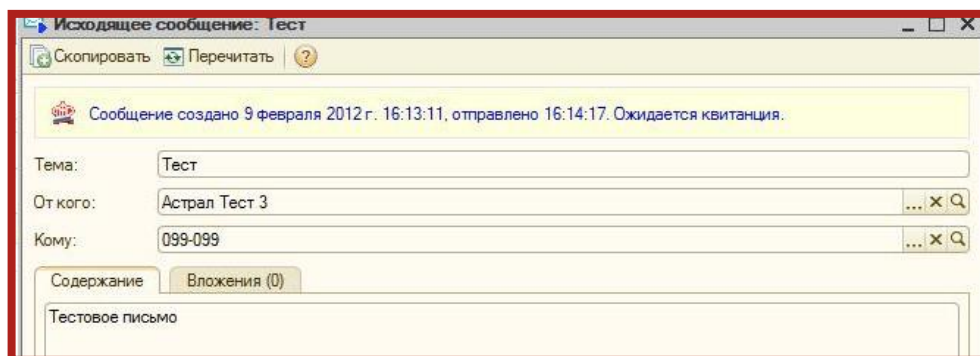 Исходящее сообщение: Тест
Скопировать Перечитать ?
Сообщение создано 9 февраля 2012 г. 16:13:11, отправлено 16:14:17. Ожидается квитанция.
Тема: Тест
От кого: Астрал Тест 3 ...
Кому: 099-099 ...
Содержание Вложения (0)
Тестовое письмо